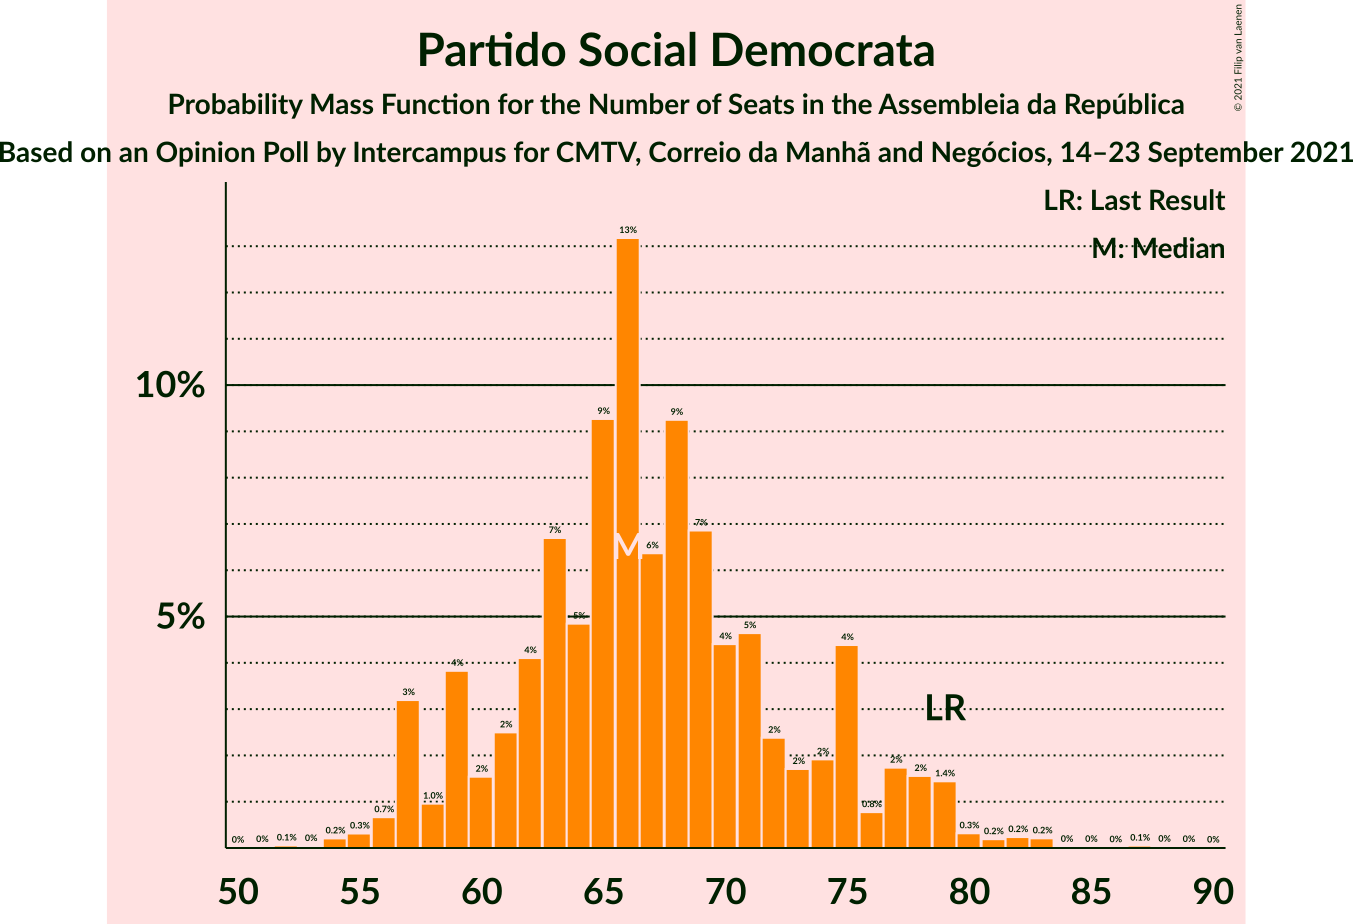 Partido Social Democrata
Probability Mass Function for the Number of Seats in the Assembleia da República
Based on an Opinion Poll by Intercampus for CMTV, Correio da Manhã and Negócios, 14–23 September 2021
© 2021 Filip van Laenen
LR: Last Result
M: Median
10%
5%
0% 0% 0.1% 0% 0.2% 0.3% 0.7% 3% 1.0% 4% 2% 2% 4% 7% 5% 9% 13% 6% 9% 7% 4% 5% 2% 2% 2% 4% 0.8% 2% 2% 1.4% 0.3% 0.2% 0.2% 0.2% 0% 0% 0% 0.1% 0% 0% 0%
M
LR
50 55 60 65 70 75 80 85 90